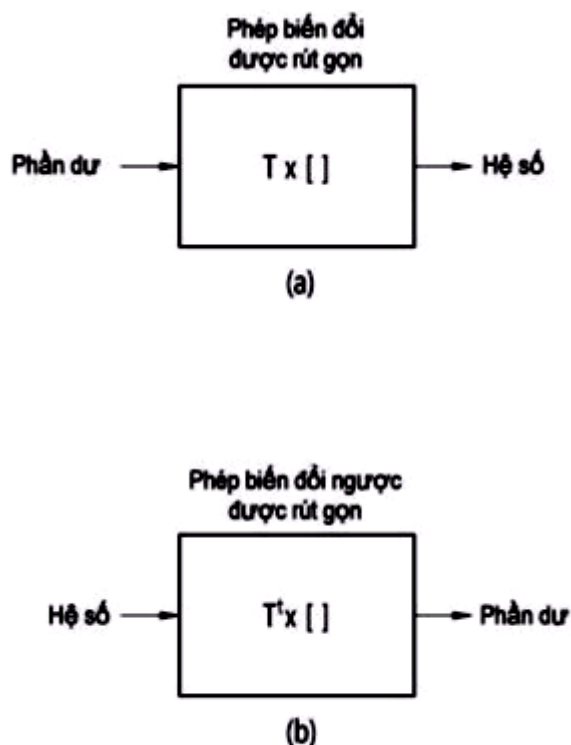 Phép biến đổi
được rút gọn
Phần dư
T x [ ]
Hệ số
(a)
Phép biến đổi ngược
được rút gọn
Hệ số
Tᵗx [ ]
Phần dư
(b)